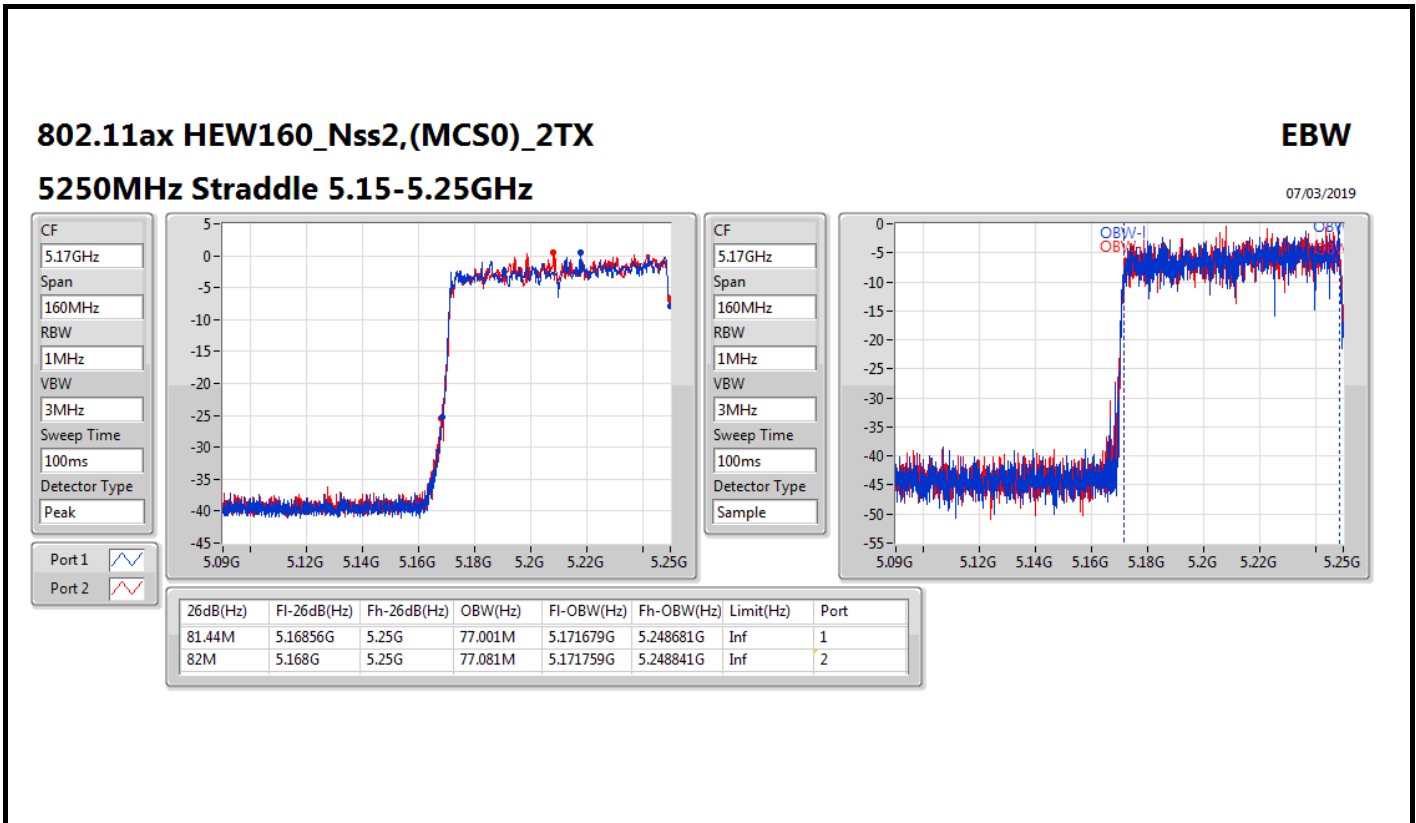 802.11ax HEW160_Nss2,(MCS0)_2TX
EBW
5250MHz Straddle 5.15-5.25GHz
07/03/2019
CF
5.17GHz
Span
160MHz
RBW
1MHz
VBW
3MHz
Sweep Time
100ms
Detector Type
Peak
Port 1
Port 2
5
0
-5
-10
-15
-20
-25
-30
-35
-40
-45
5.09G 5.12G 5.14G 5.16G 5.18G 5.2G 5.22G 5.25G
CF
5.17GHz
Span
160MHz
RBW
1MHz
VBW
3MHz
Sweep Time
100ms
Detector Type
Sample
0
-5
-10
-15
-20
-25
-30
-35
-40
-45
-50
-55
OBW-l
5.09G 5.12G 5.14G 5.16G 5.18G 5.2G 5.22G 5.25G
26dB(Hz) Fl-26dB(Hz) Fh-26dB(Hz) OBW(Hz) Fl-OBW(Hz) Fh-OBW(Hz) Limit(Hz) Port
81.44M 5.16856G 5.25G 77.001M 5.171679G 5.248681G Inf 1
82M 5.168G 5.25G 77.081M 5.171759G 5.248841G Inf 2